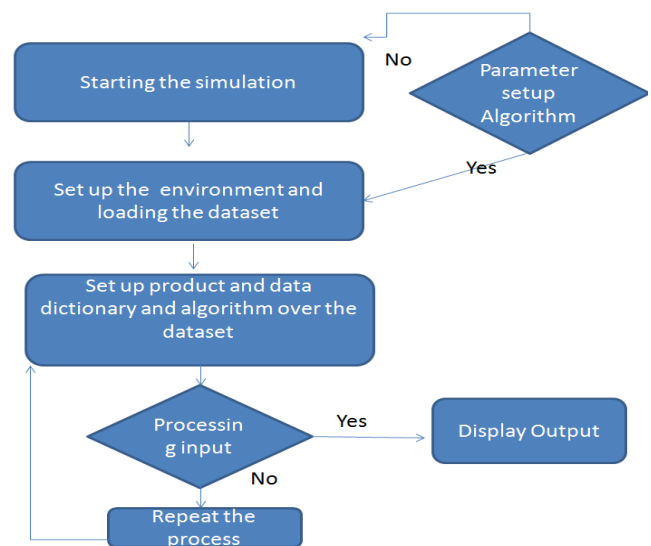 Starting the simulation
No
Parameter
setup
Algorithm
Yes
Set up the environment and
loading the dataset
Set up product and data
dictionary and algorithm over the
dataset
Processin
g input
Yes
Display Output
No
Repeat the
process